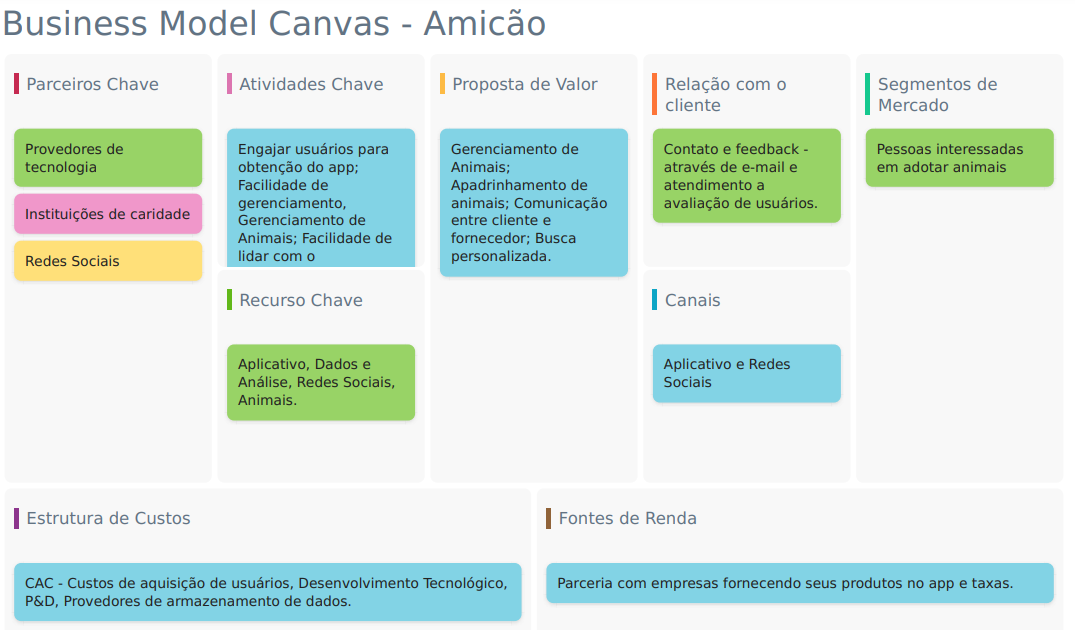 Business Model Canvas - Amicão
Parceiros Chave
Provedores de
tecnologia
Instituições de caridade
Redes Sociais
Atividades Chave
Engajar usuários para
obtenção do app;
Facilidade de
gerenciamento,
Gerenciamento de
Animais; Facilidade de
lidar com o
Recurso Chave
Aplicativo, Dados e
Análise, Redes Sociais,
Animais.
Proposta de Valor
Gerenciamento de
Animais;
Apadrinhamento de
animais; Comunicação
entre cliente e
fornecedor; Busca
personalizada.
Relação com o
cliente
Contato e feedback -
através de e-mail e
atendimento a
avaliação de usuários.
Canais
Aplicativo e Redes
Sociais
Segmentos de
Mercado
Pessoas interessadas
em adotar animais
Estrutura de Custos
CAC - Custos de aquisição de usuários, Desenvolvimento Tecnológico,
P&D, Provedores de armazenamento de dados.
Fontes de Renda
Parceria com empresas fornecendo seus produtos no app e taxas.